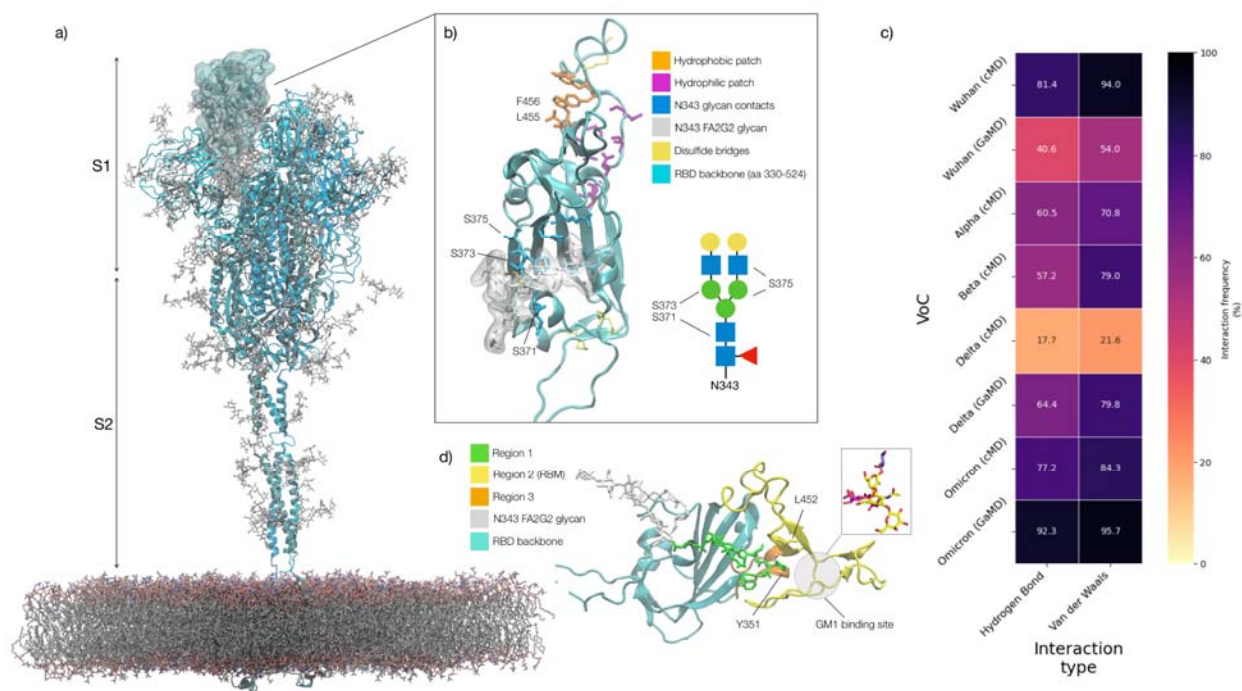 a)
S1
S2
b)
F456
L455
S375
S373
S371
Hydrophobic patch
Hydrophilic patch
N343 glycan contacts
N343 FA2G2 glycan
Disulfide bridges
RBD backbone (aa 330-524)
S375
S373
S371
N343
c)
VoC
Wuhan (cMD)
81.4
94.0
Wuhan (GaMD)
40.6
54.0
Alpha (cMD)
60.5
70.8
Beta (cMD)
57.2
79.0
Delta (cMD)
17.7
21.6
Delta (GaMD)
64.4
79.8
Omicron (cMD)
77.2
84.3
Omicron (GaMD)
92.3
95.7
Hydrogen Bond
Van der Waals
Interaction
type
100
80
60
40
20
0
Interaction frequency
(%)
d)
Region 1
Region 2 (RBM)
Region 3
N343 FA2G2 glycan
RBD backbone
L452
Y351
GM1 binding site